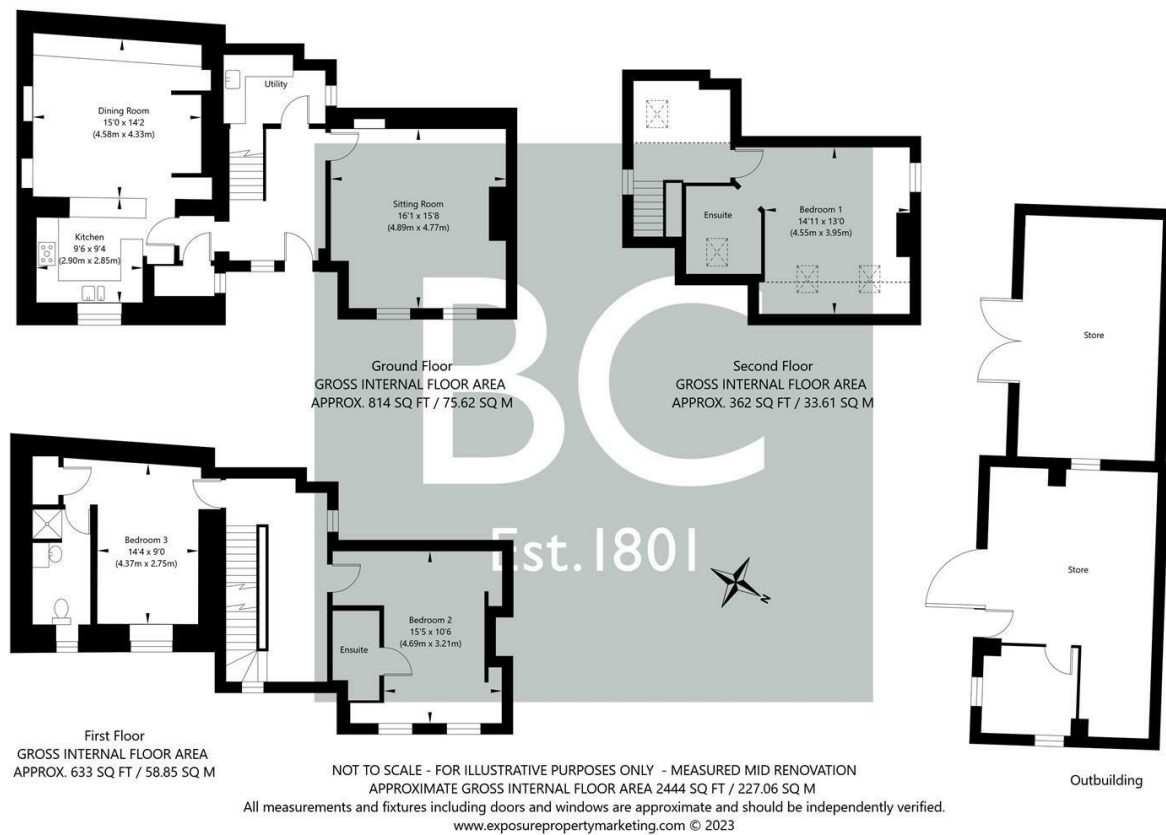 Dining Room
15'0 x 14'2
(4.58m x 4.33m)
Utility
Kitchen
9'6 x 9'4
(2.90m x 2.85m)
Sitting Room
16'1 x 15'8
(4.89m x 4.77m)
Ground Floor
GROSS INTERNAL FLOOR AREA
APPROX. 814 SQ FT / 75.62 SQ M
Ensuite
Bedroom 1
14'11 x 13'0
(4.55m x 3.95m)
Second Floor
GROSS INTERNAL FLOOR AREA
APPROX. 362 SQ FT / 33.61 SQ M
Store
Store
Outbuilding
BC
Est.1801
N
Bedroom 3
14'4 x 9'0
(4.37m x 2.75m)
Ensuite
Bedroom 2
15'5 x 10'6
(4.69m x 3.21m)
First Floor
GROSS INTERNAL FLOOR AREA
APPROX. 633 SQ FT / 58.85 SQ M
NOT TO SCALE - FOR ILLUSTRATIVE PURPOSES ONLY - MEASURED MID RENOVATION
APPROXIMATE GROSS INTERNAL FLOOR AREA 2444 SQ FT / 227.06 SQ M
All measurements and fixtures including doors and windows are approximate and should be independently verified.
www.exposurepropertymarketing.com © 2023